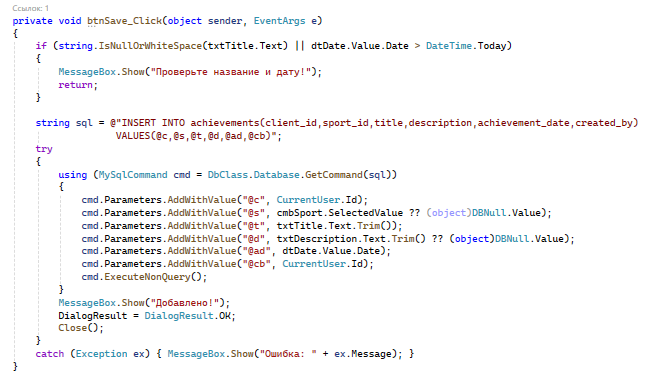 Ссылок: 1
private void btnSave_Click(object sender, EventArgs e)
{
    if (string.IsNullOrWhiteSpace(txtTitle.Text) || dtDate.Value.Date > DateTime.Today)
    {
        MessageBox.Show("Проверьте название и дату!");
        return;
    }

    string sql = @"INSERT INTO achievements(client_id,sport_id,title,description,achievement_date,created_by)
                  VALUES(@c,@s,@t,@d,@ad,@cb)";
    try
    {
        using (MySqlCommand cmd = DbClass.Database.GetCommand(sql))
        {
            cmd.Parameters.AddWithValue("@c", CurrentUser.Id);
            cmd.Parameters.AddWithValue("@s", cmbSport.SelectedValue ?? (object)DBNull.Value);
            cmd.Parameters.AddWithValue("@t", txtTitle.Text.Trim());
            cmd.Parameters.AddWithValue("@d", txtDescription.Text.Trim() ?? (object)DBNull.Value);
            cmd.Parameters.AddWithValue("@ad", dtDate.Value.Date);
            cmd.Parameters.AddWithValue("@cb", CurrentUser.Id);
            cmd.ExecuteNonQuery();
        }
        MessageBox.Show("Добавлено!");
        DialogResult = DialogResult.OK;
        Close();
    }
    catch (Exception ex) { MessageBox.Show("Ошибка: " + ex.Message); }
}